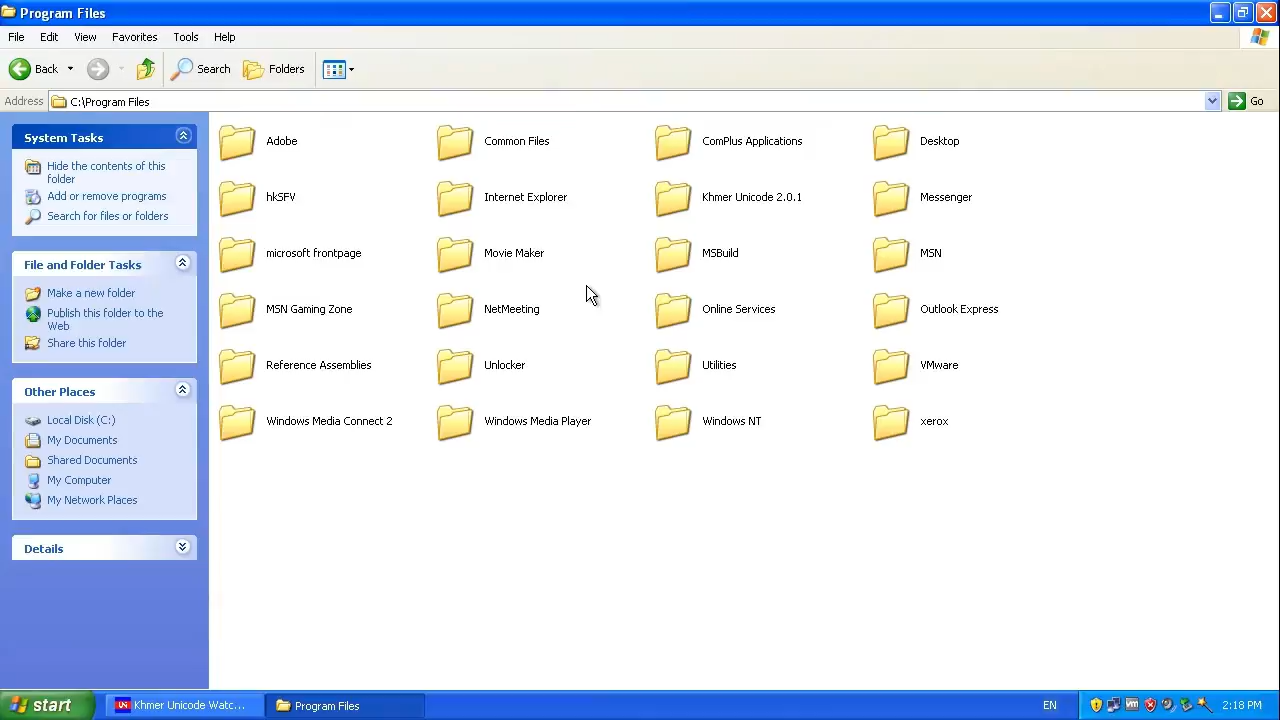 Program Files
File Edit View Favorites Tools Help
Back Search Folders
Address C:\Program Files Go
System Tasks
Hide the contents of this
folder
Add or remove programs
Search for files or folders
File and Folder Tasks
Make a new folder
Publish this folder to the
Web
Share this folder
Other Places
Local Disk (C:)
My Documents
Shared Documents
My Computer
My Network Places
Details
Adobe Common Files ComPlus Applications Desktop
hkSFV Internet Explorer Khmer Unicode 2.0.1 Messenger
microsoft frontpage Movie Maker MSBuild MSN
MSN Gaming Zone NetMeeting Online Services Outlook Express
Reference Assemblies Unlocker Utilities VMware
Windows Media Connect 2 Windows Media Player Windows NT xerox
start Khmer Unicode Watc... Program Files EN 2:18 PM